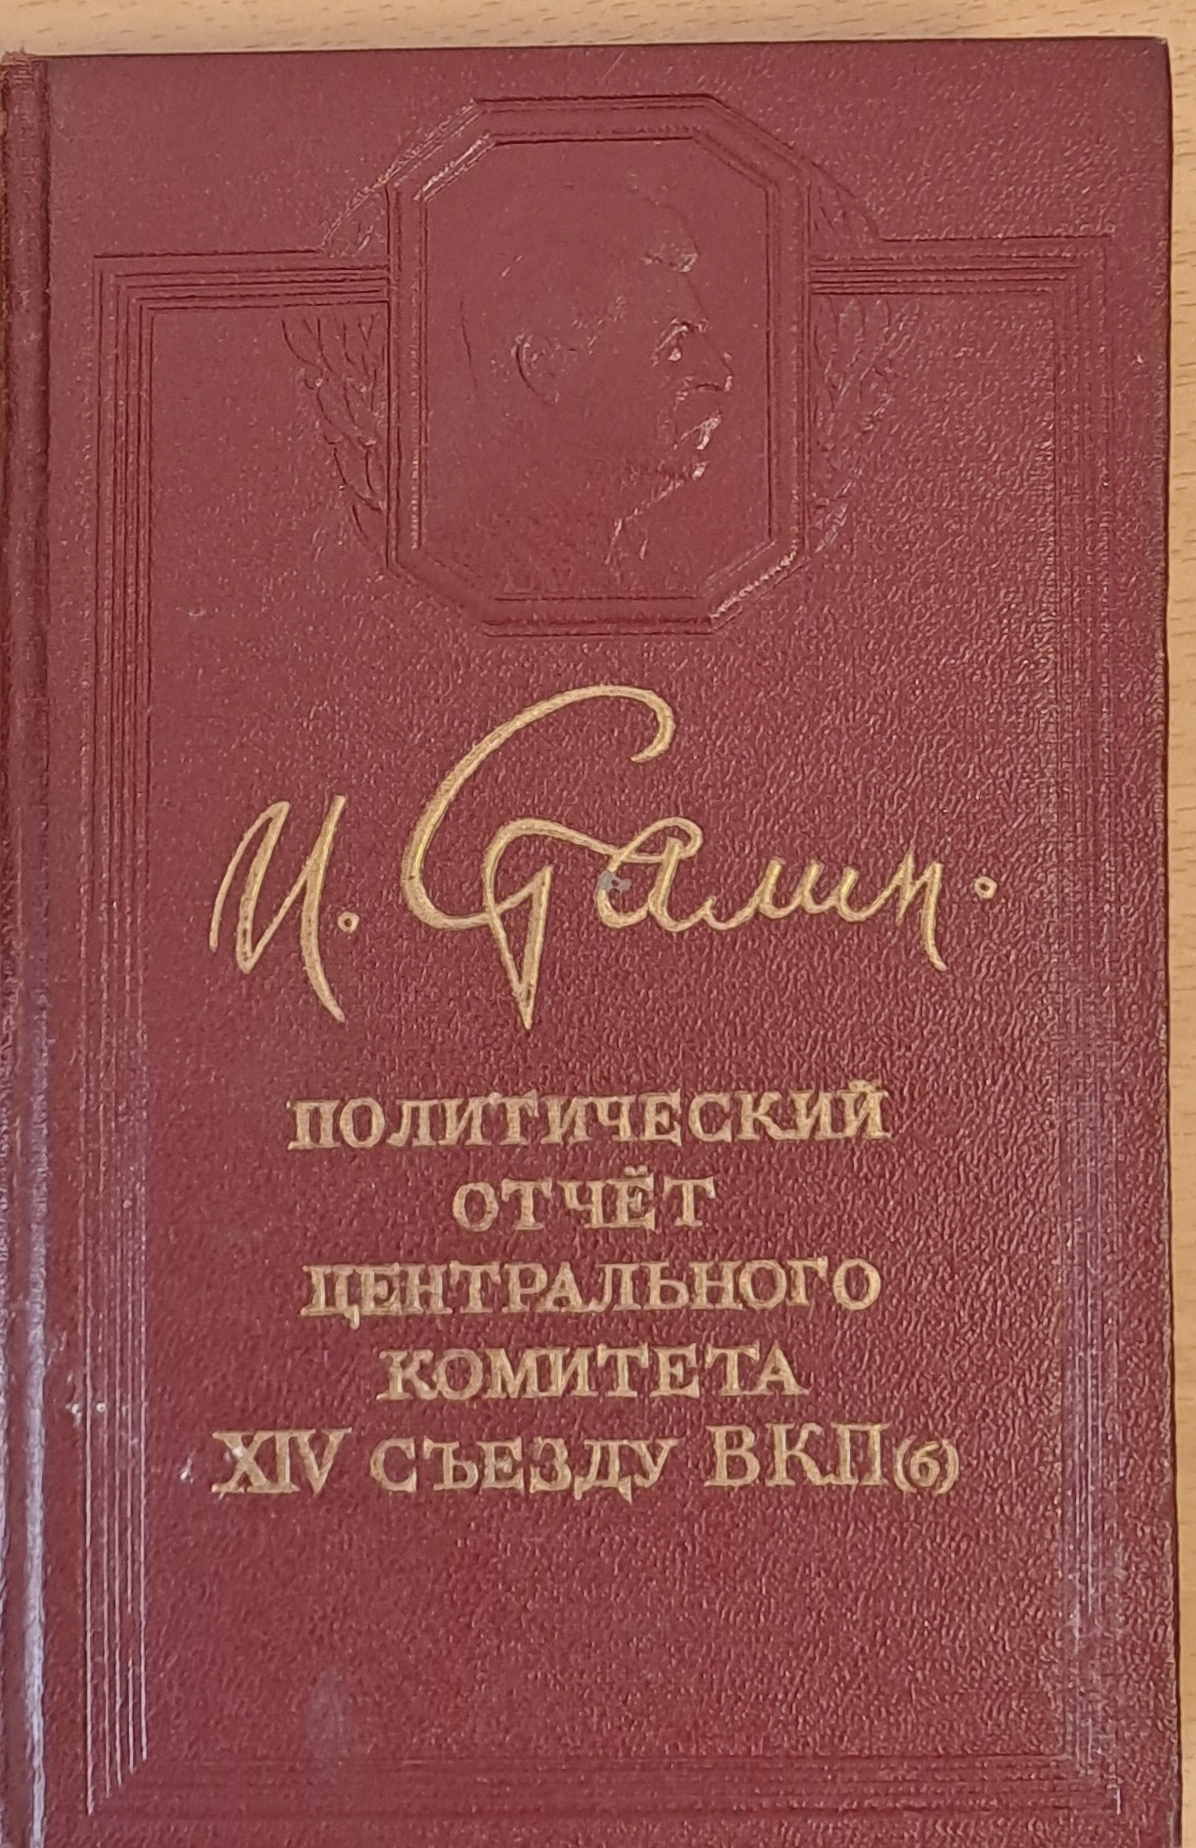 И. Сталин.
ПОЛИТИЧЕСКИЙ
ОТЧЁТ
ЦЕНТРАЛЬНОГО
КОМИТЕТА
XIV СЪЕЗДУ ВКП(б)